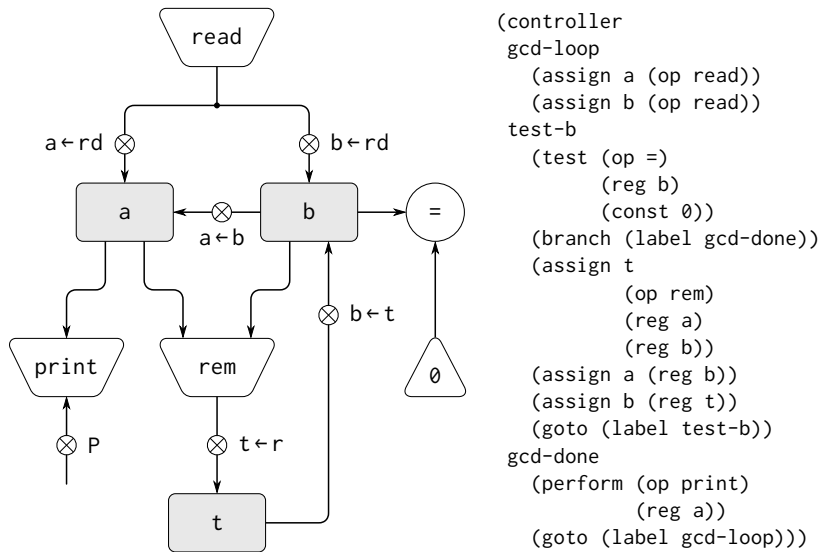 read
a←rd
b←rd
a
b
=
a←b
b←t
print
rem
0
P
t←r
t
(controller
gcd-loop
(assign a (op read))
(assign b (op read))
test-b
(test (op =)
(reg b)
(const 0))
(branch (label gcd-done))
(assign t
(op rem)
(reg a)
(reg b))
(assign a (reg b))
(assign b (reg t))
(goto (label test-b))
gcd-done
(perform (op print)
(reg a))
(goto (label gcd-loop)))